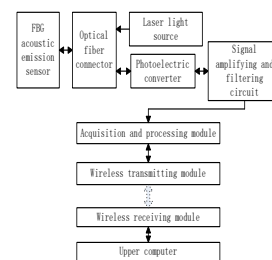 FBG
acoustic
emission
sensor
Optical
fiber
connector
Laser light
source
Photoelectric
converter
Signal
amplifying and
filtering
circuit
Acquisition and processing module
Wireless transmitting module
Wireless receiving module
Upper computer